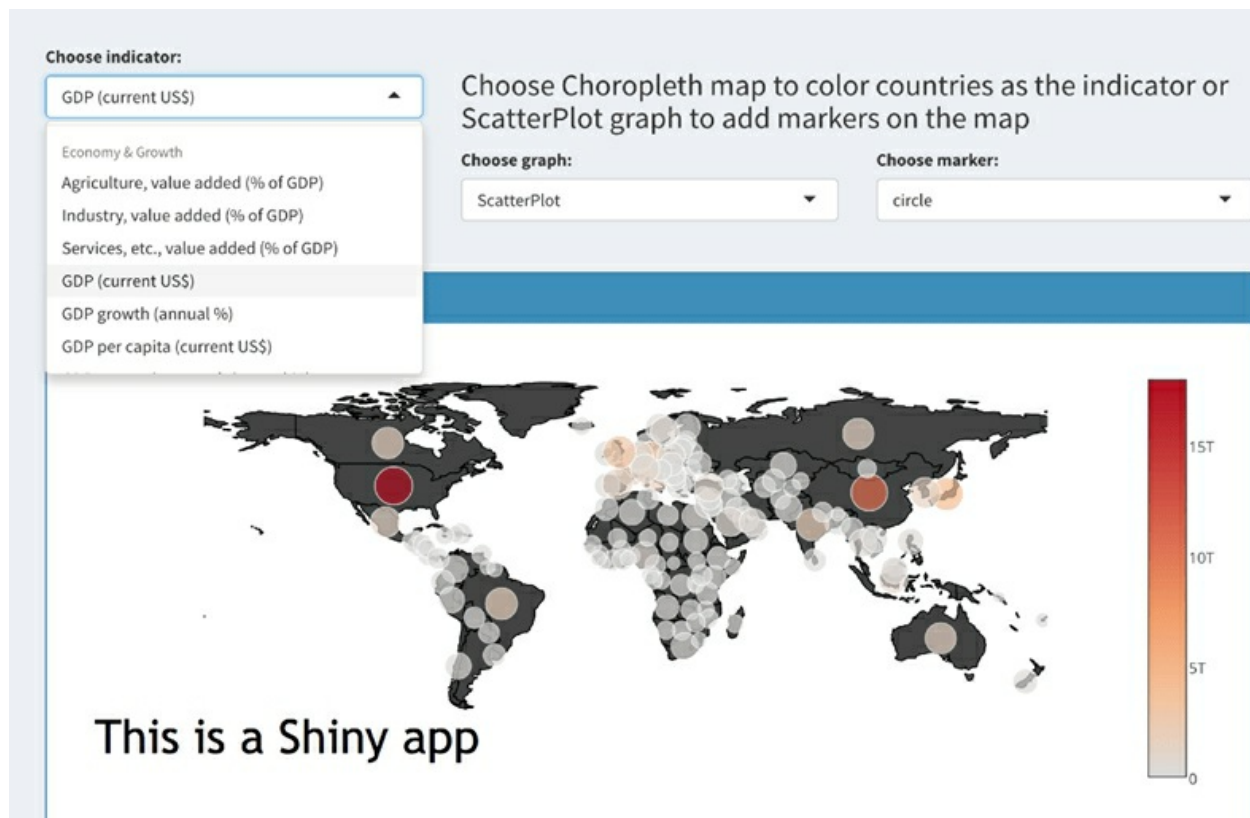 Choose indicator:
GDP (current US$)
Economy & Growth
Agriculture, value added (% of GDP)
Industry, value added (% of GDP)
Services, etc., value added (% of GDP)
GDP (current US$)
GDP growth (annual %)
GDP per capita (current US$)
Choose Choropleth map to color countries as the indicator or
ScatterPlot graph to add markers on the map
Choose graph:
ScatterPlot
Choose marker:
circle
15T
10T
5T
0
This is a Shiny app